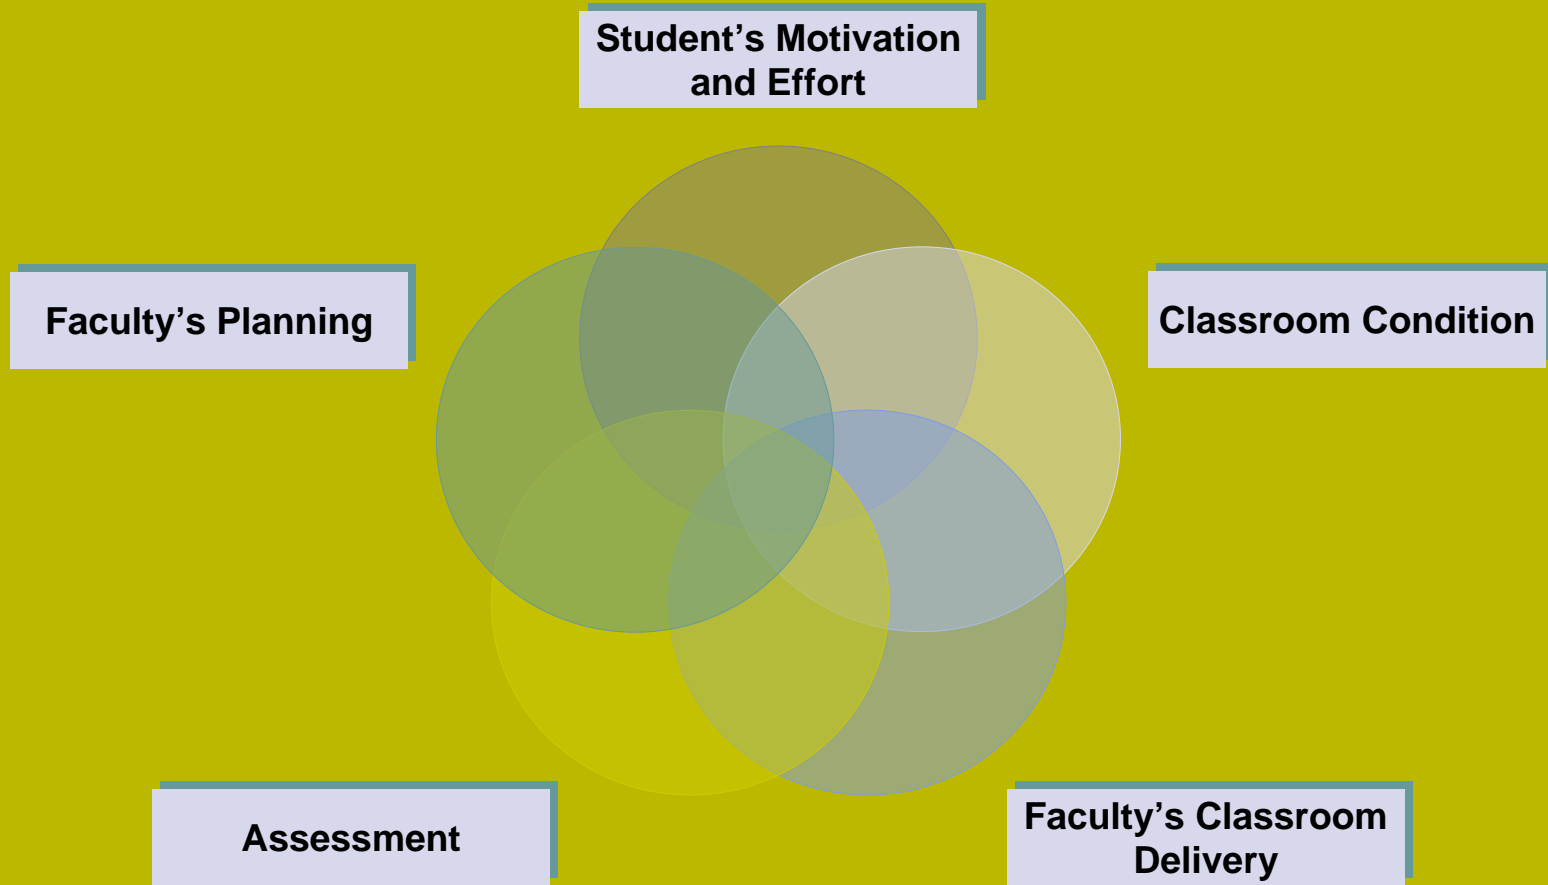 Student’s Motivation
and Effort
Faculty’s Planning
Classroom Condition
Assessment
Faculty’s Classroom
Delivery